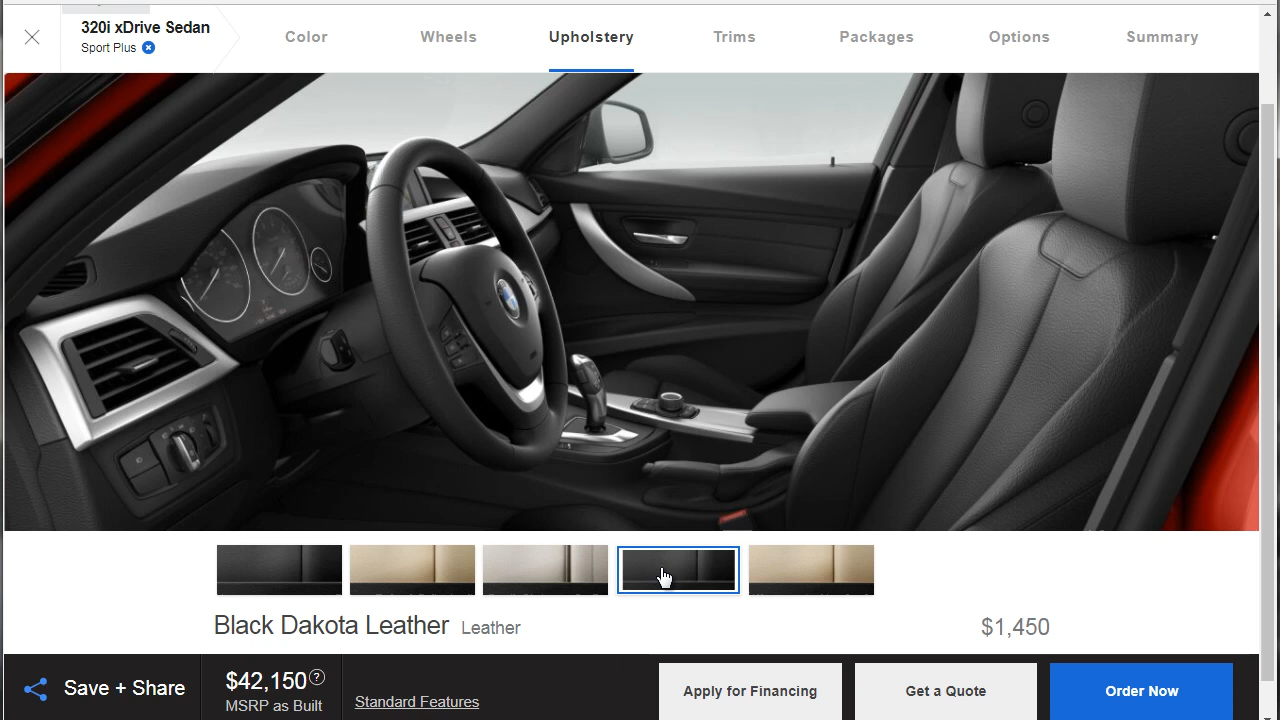 320i xDrive Sedan
Sport Plus
Color
Wheels
Upholstery
Trims
Packages
Options
Summary
Black Dakota Leather Leather
$1,450
Save + Share
$42,150 ?
MSRP as Built
Standard Features
Apply for Financing
Get a Quote
Order Now